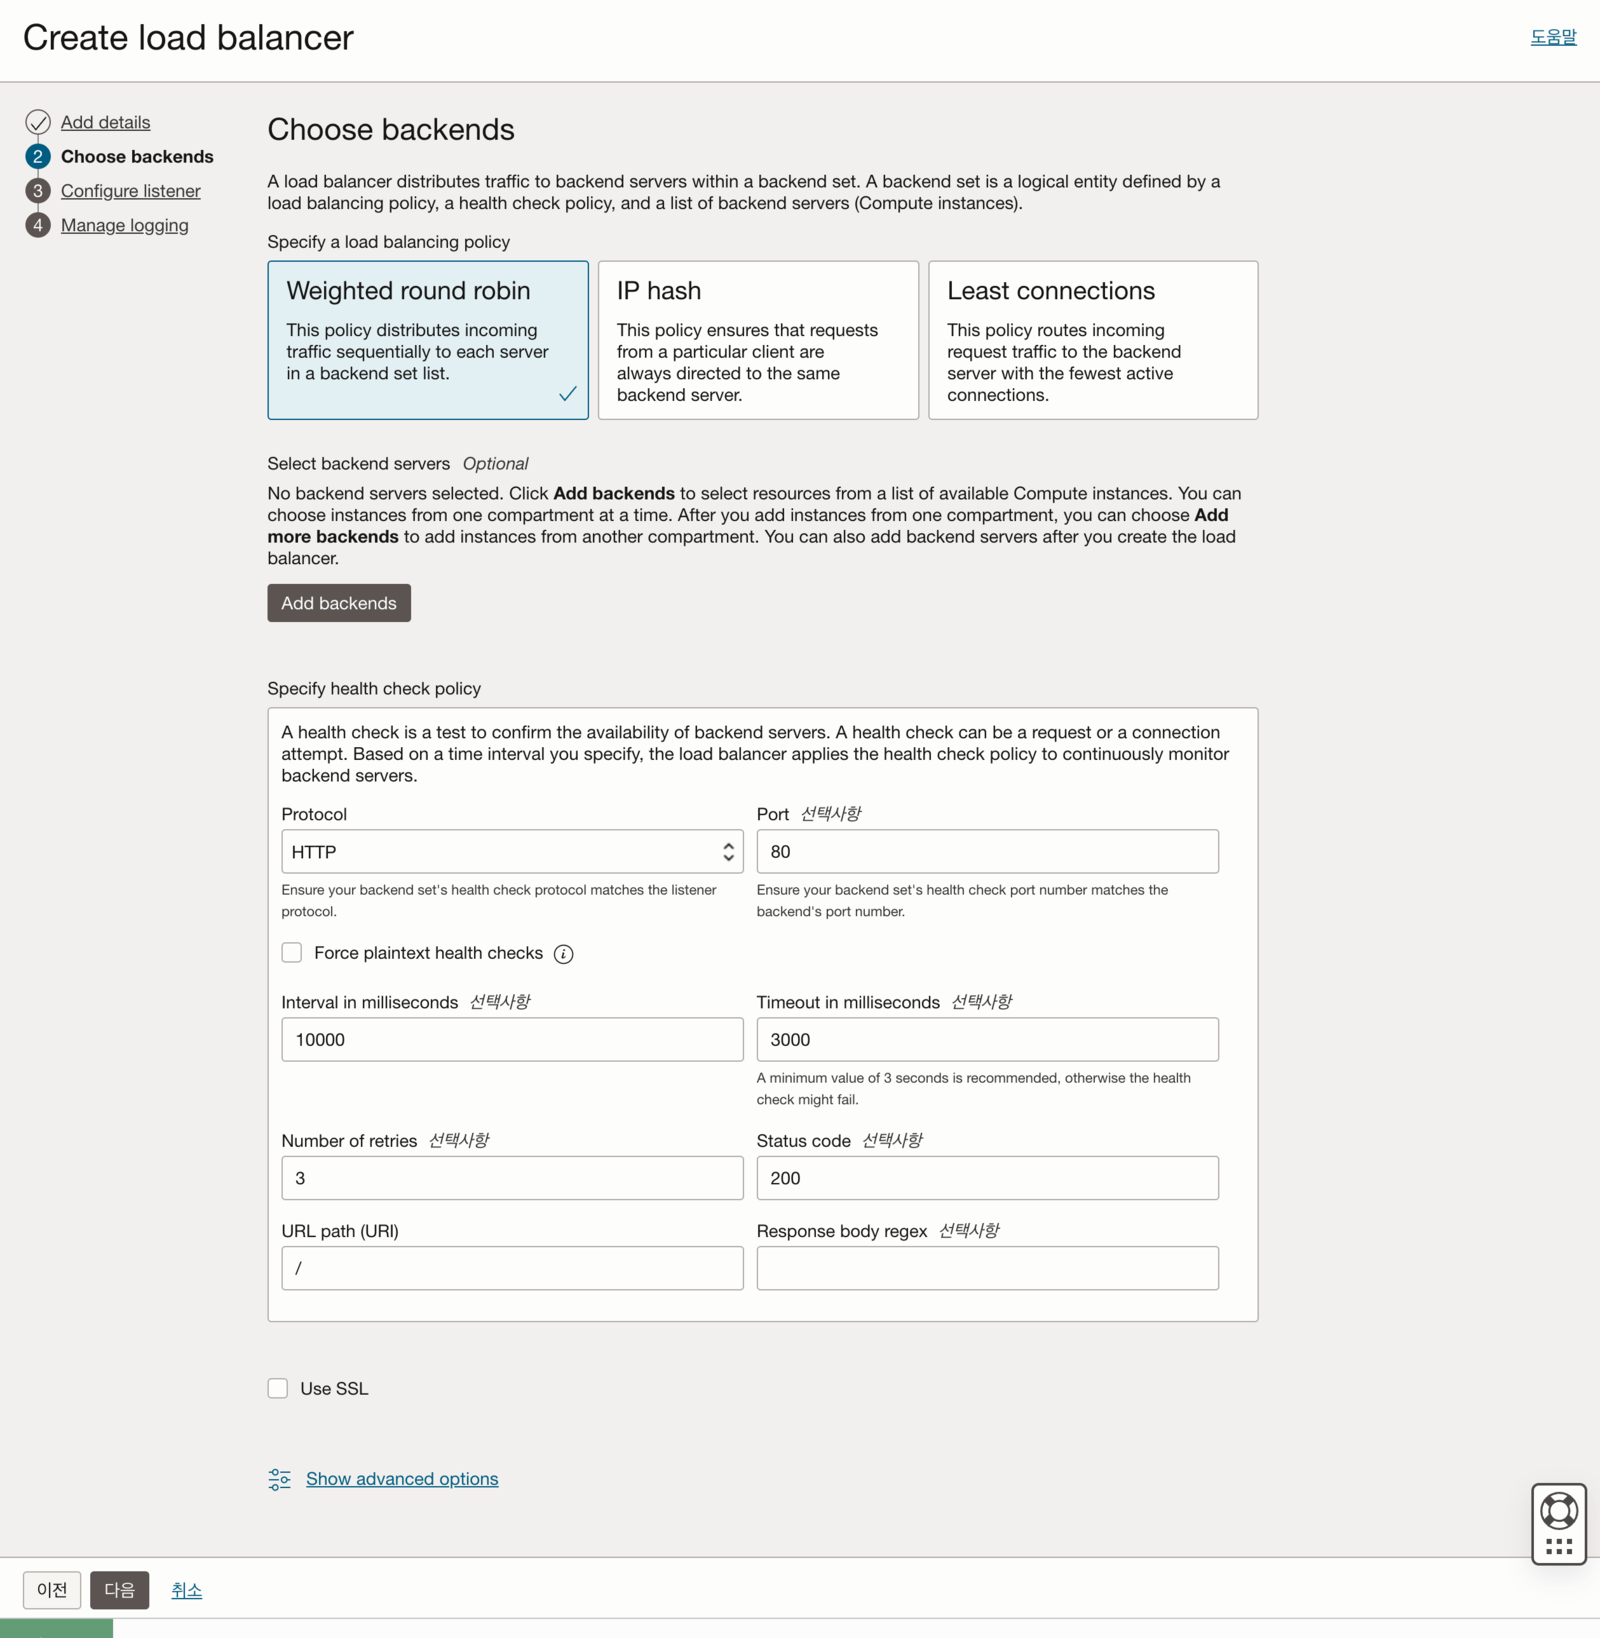 Create load balancer
도움말
Add details
2 Choose backends
3 Configure listener
4 Manage logging
Choose backends
A load balancer distributes traffic to backend servers within a backend set. A backend set is a logical entity defined by a
load balancing policy, a health check policy, and a list of backend servers (Compute instances).
Specify a load balancing policy
Weighted round robin
This policy distributes incoming
traffic sequentially to each server
in a backend set list.
IP hash
This policy ensures that requests
from a particular client are
always directed to the same
backend server.
Least connections
This policy routes incoming
request traffic to the backend
server with the fewest active
connections.
Select backend servers Optional
No backend servers selected. Click Add backends to select resources from a list of available Compute instances. You can
choose instances from one compartment at a time. After you add instances from one compartment, you can choose Add
more backends to add instances from another compartment. You can also add backend servers after you create the load
balancer.
Add backends
Specify health check policy
A health check is a test to confirm the availability of backend servers. A health check can be a request or a connection
attempt. Based on a time interval you specify, the load balancer applies the health check policy to continuously monitor
backend servers.
Protocol
HTTP
Ensure your backend set's health check protocol matches the listener
protocol.
Port 선택사항
80
Ensure your backend set's health check port number matches the
backend's port number.
Force plaintext health checks i
Interval in milliseconds 선택사항
10000
Timeout in milliseconds 선택사항
3000
A minimum value of 3 seconds is recommended, otherwise the health
check might fail.
Number of retries 선택사항
3
Status code 선택사항
200
URL path (URI)
/
Response body regex 선택사항
Use SSL
Show advanced options
이전 다음 취소